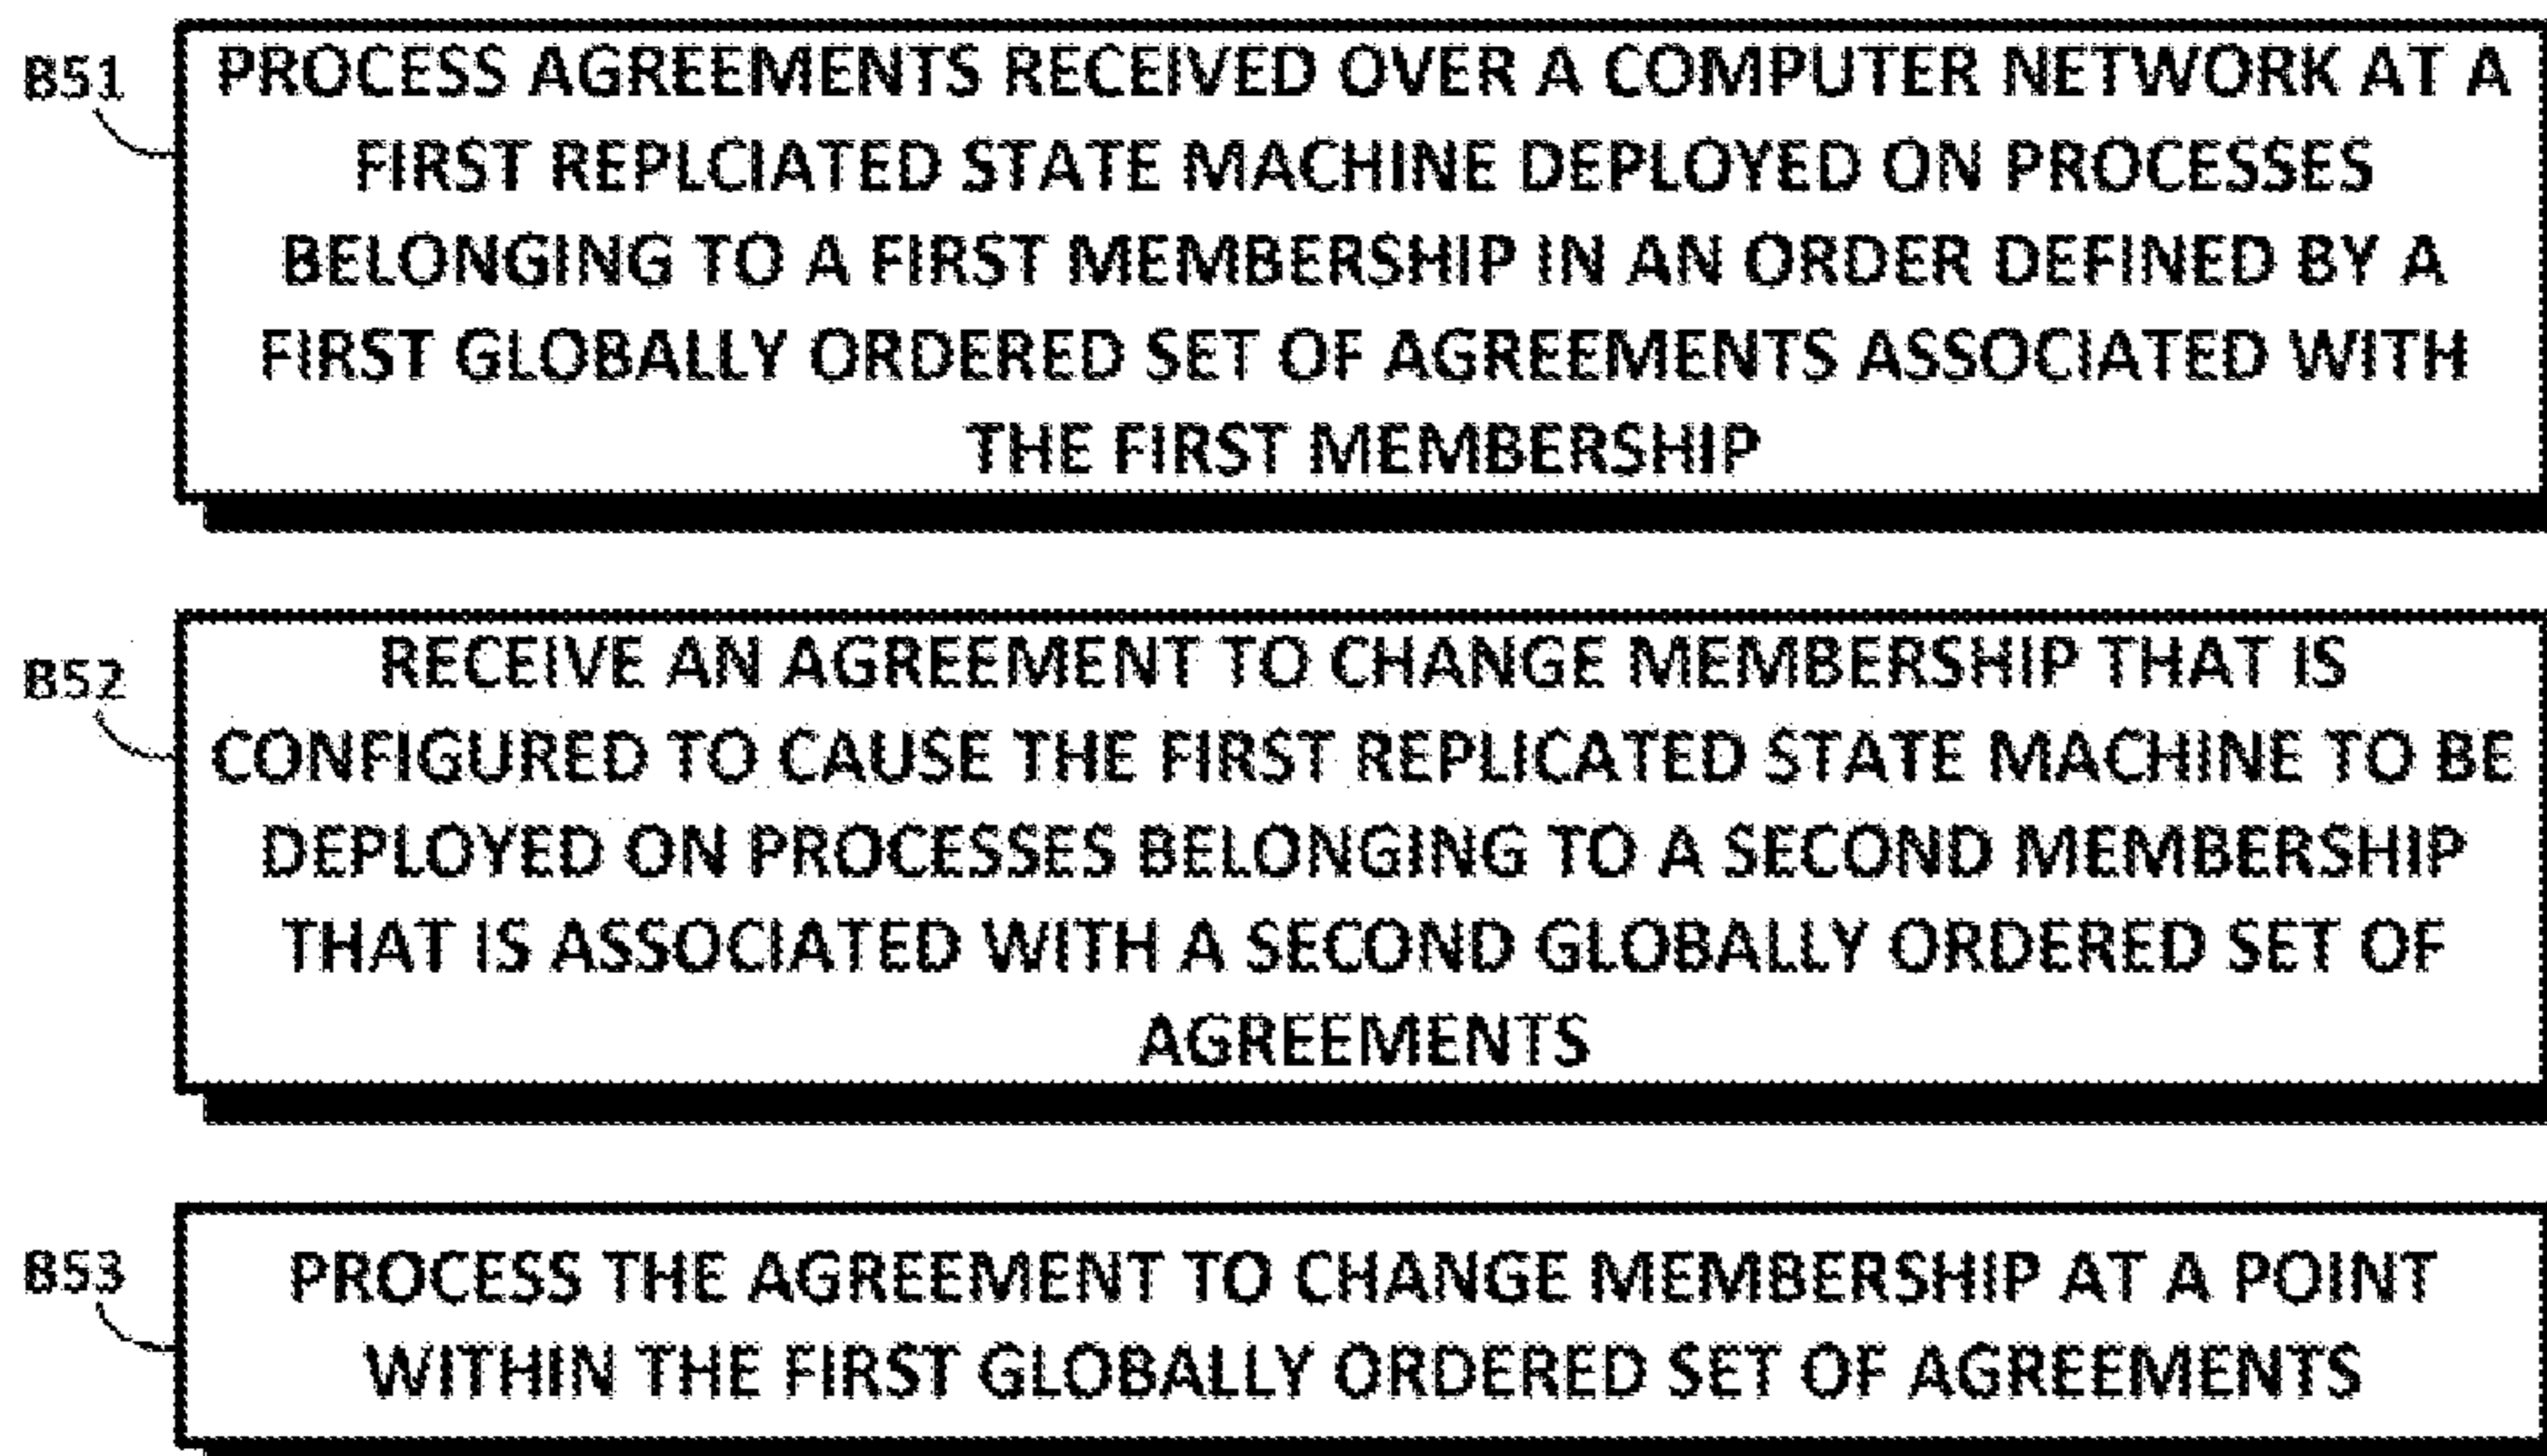 B51
PROCESS AGREEMENTS RECEIVED OVER A COMPUTER NETWORK AT A
FIRST REPLCIATED STATE MACHINE DEPLOYED ON PROCESSES
BELONGING TO A FIRST MEMBERSHIP IN AN ORDER DEFINED BY A
FIRST GLOBALLY ORDERED SET OF AGREEMENTS ASSOCIATED WITH
THE FIRST MEMBERSHIP
B52
RECEIVE AN AGREEMENT TO CHANGE MEMBERSHIP THAT IS
CONFIGURED TO CAUSE THE FIRST REPLICATED STATE MACHINE TO BE
DEPLOYED ON PROCESSES BELONGING TO A SECOND MEMBERSHIP
THAT IS ASSOCIATED WITH A SECOND GLOBALLY ORDERED SET OF
AGREEMENTS
B53
PROCESS THE AGREEMENT TO CHANGE MEMBERSHIP AT A POINT
WITHIN THE FIRST GLOBALLY ORDERED SET OF AGREEMENTS